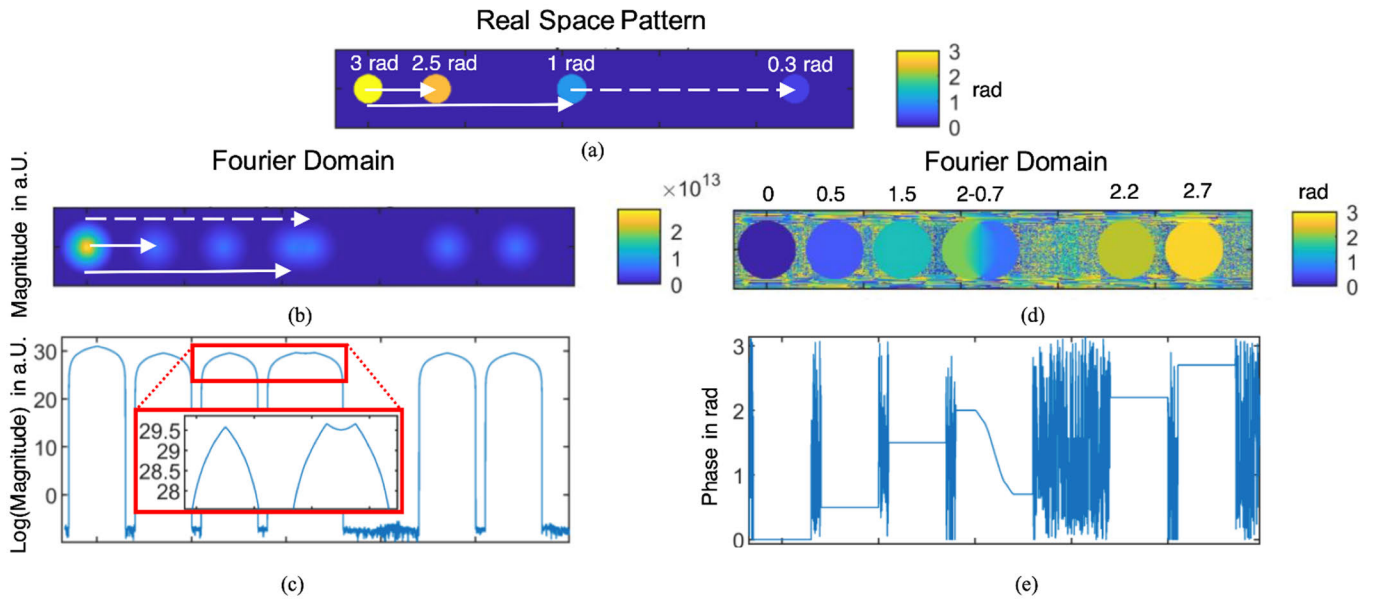 Real Space Pattern
3 rad 2.5 rad 1 rad 0.3 rad
3
2
1
0
rad
(a)
Fourier Domain
Magnitude in a.U.
×10^13
2
1
0
(b)
Fourier Domain
0 0.5 1.5 2-0.7 2.2 2.7
rad
3
2
1
0
(d)
Log(Magnitude) in a.U.
30
20
10
0
29.5
29
28.5
28
(c)
Phase in rad
3
2
1
0
(e)